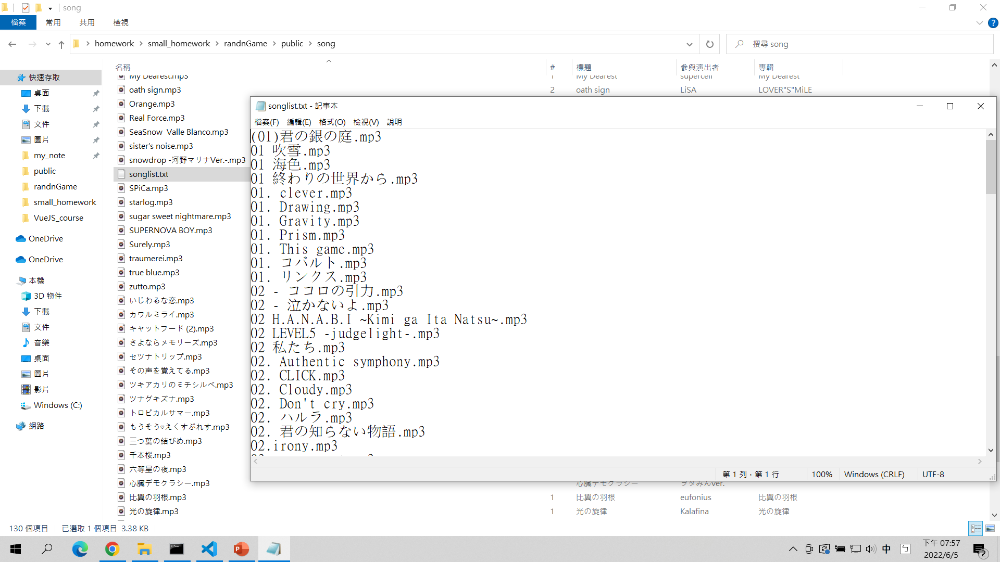 song
檔案 常用 共用 檢視
homework small_homework randnGame public song
搜尋 song
名稱 # 標題 參與演出者 專輯
快速存取
桌面
下載
文件
圖片
my_note
public
randnGame
small_homework
VueJS_course
OneDrive
OneDrive
本機
3D 物件
下載
文件
音樂
桌面
圖片
影片
Windows (C:)
網路
My Dearest.mp3 1 My Dearest supercell My Dearest
oath sign.mp3 2 oath sign LiSA LOVER"S"MiLE
Orange.mp3
Real Force.mp3
SeaSnow  Valle Blanco.mp3
sister's noise.mp3
snowdrop -河野マリナVer.-.mp3
songlist.txt
SPiCa.mp3
starlog.mp3
sugar sweet nightmare.mp3
SUPERNOVA BOY.mp3
Surely.mp3
traumerei.mp3
true blue.mp3
zutto.mp3
いじわるな恋.mp3
カワルミライ.mp3
キャットフード (2).mp3
さよならメモリーズ.mp3
セツナトリップ.mp3
その声を覚えてる.mp3
ツキアカリのミチシルベ.mp3
ツナグキズナ.mp3
トロピカルサマー.mp3
もうそう♡えくすぷれす.mp3
三つ葉の結びめ.mp3
千本桜.mp3
六等星の夜.mp3
心臓デモクラシー.mp3 心臓デモクラシー ヲタみんver.
比翼の羽根.mp3 1 比翼の羽根 eufonius 比翼の羽根
光の旋律.mp3 1 光の旋律 Kalafina 光の旋律
songlist.txt - 記事本
檔案(F) 編輯(E) 格式(O) 檢視(V) 說明
(01)君の銀の庭.mp3
01 吹雪.mp3
01 海色.mp3
01 終わりの世界から.mp3
01. clever.mp3
01. Drawing.mp3
01. Gravity.mp3
01. Prism.mp3
01. This game.mp3
01. コバルト.mp3
01. リンクス.mp3
02 - ココロの引力.mp3
02 - 泣かないよ.mp3
02 H.A.N.A.B.I ~Kimi ga Ita Natsu~.mp3
02 LEVEL5 -judgelight-.mp3
02 私たち.mp3
02. Authentic symphony.mp3
02. CLICK.mp3
02. Cloudy.mp3
02. Don't cry.mp3
02. ハルラ.mp3
02. 君の知らない物語.mp3
02.irony.mp3
第 1 列，第 1 行 100% Windows (CRLF) UTF-8
130 個項目 已選取 1 個項目 3.38 KB
中 ㄅ 下午 07:57
2022/6/5
2